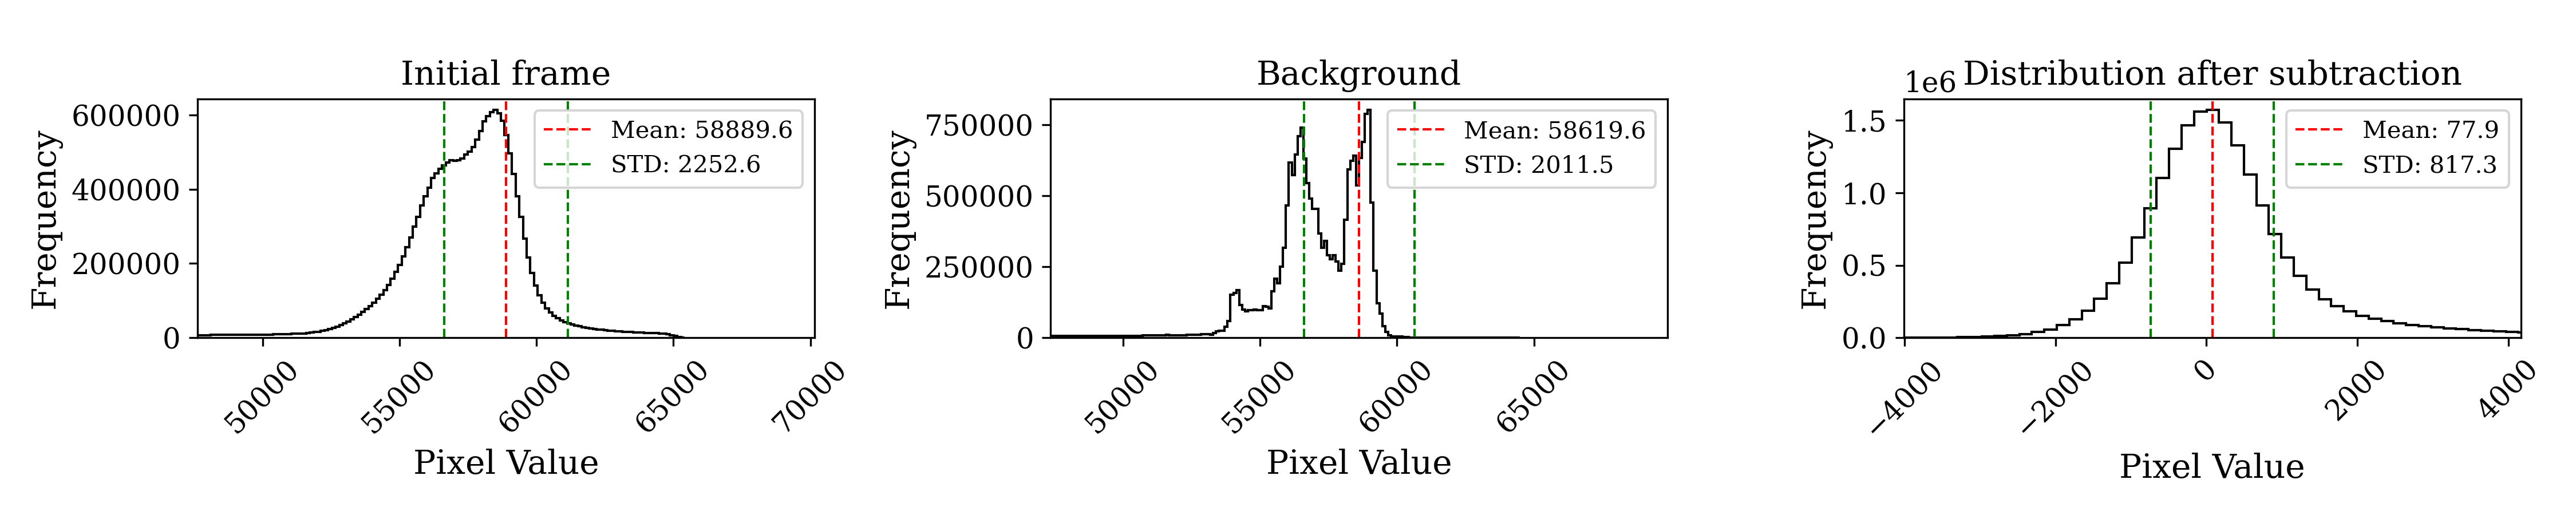 Initial frame
Frequency
600000
400000
200000
0
Mean: 58889.6
STD: 2252.6
50000
55000
60000
65000
70000
Pixel Value
Background
Frequency
750000
500000
250000
0
Mean: 58619.6
STD: 2011.5
50000
55000
60000
65000
Pixel Value
1e6
Distribution after subtraction
Frequency
1.5
1.0
0.5
0.0
Mean: 77.9
STD: 817.3
−4000
−2000
0
2000
4000
Pixel Value